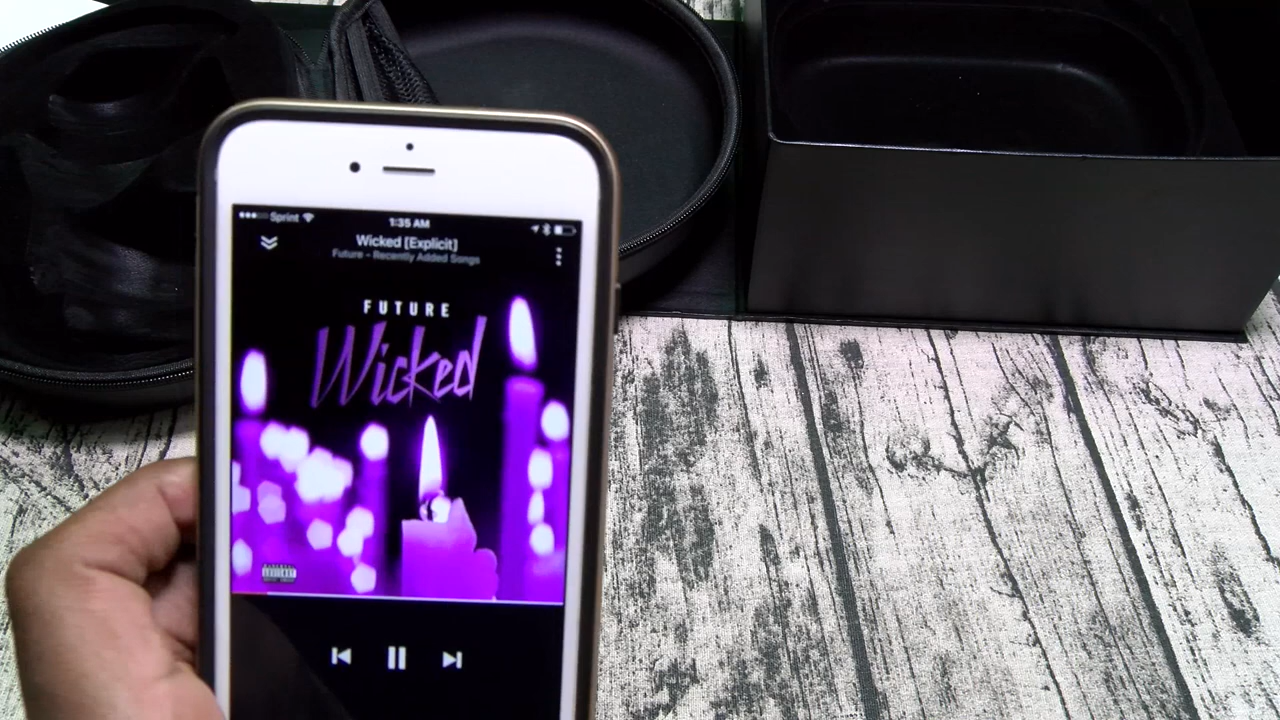 Sprint
1:35 AM
Wicked [Explicit]
Future - Recently Added Songs
FUTURE
Wicked